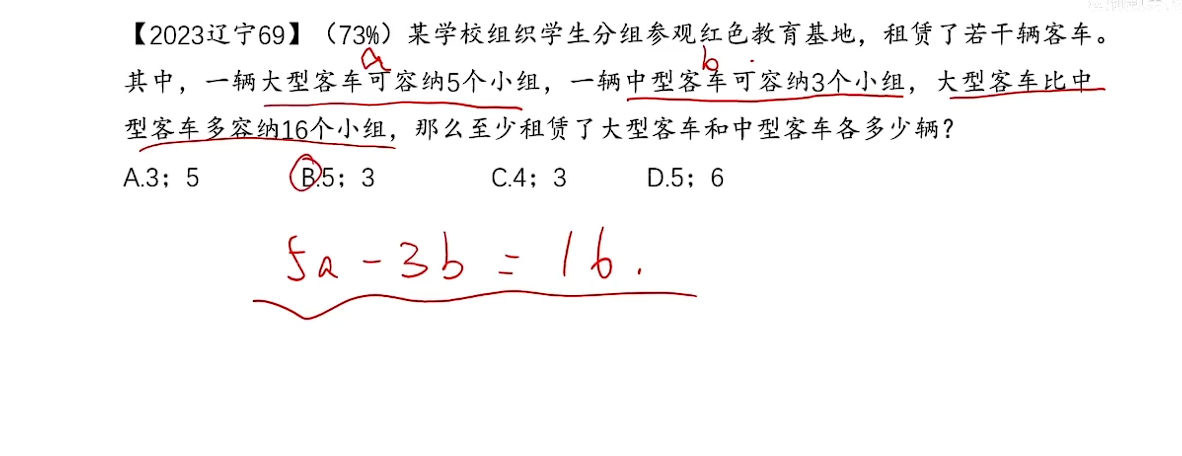 【2023辽宁69】（73%）某学校组织学生分组参观红色教育基地，租赁了若干辆客车。
a b
其中，一辆大型客车可容纳5个小组，一辆中型客车可容纳3个小组，大型客车比中
型客车多容纳16个小组，那么至少租赁了大型客车和中型客车各多少辆？
A.3；5 B.5；3 C.4；3 D.5；6
5a-3b=16.